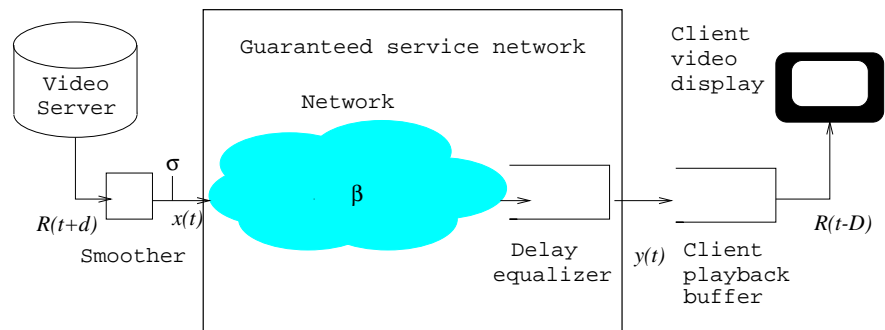 Guaranteed service network
Client
video
display
Video
Server
Network
σ
β
R(t+d)
x(t)
Smoother
Delay
equalizer
y(t)
Client
playback
buffer
R(t-D)